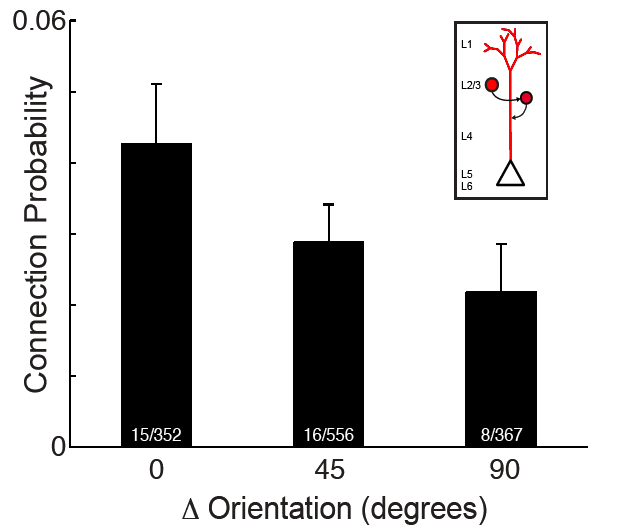 0.06
Connection Probability
0
L1
L2/3
L4
L5
L6
15/352
16/556
8/367
0
45
90
Δ Orientation (degrees)